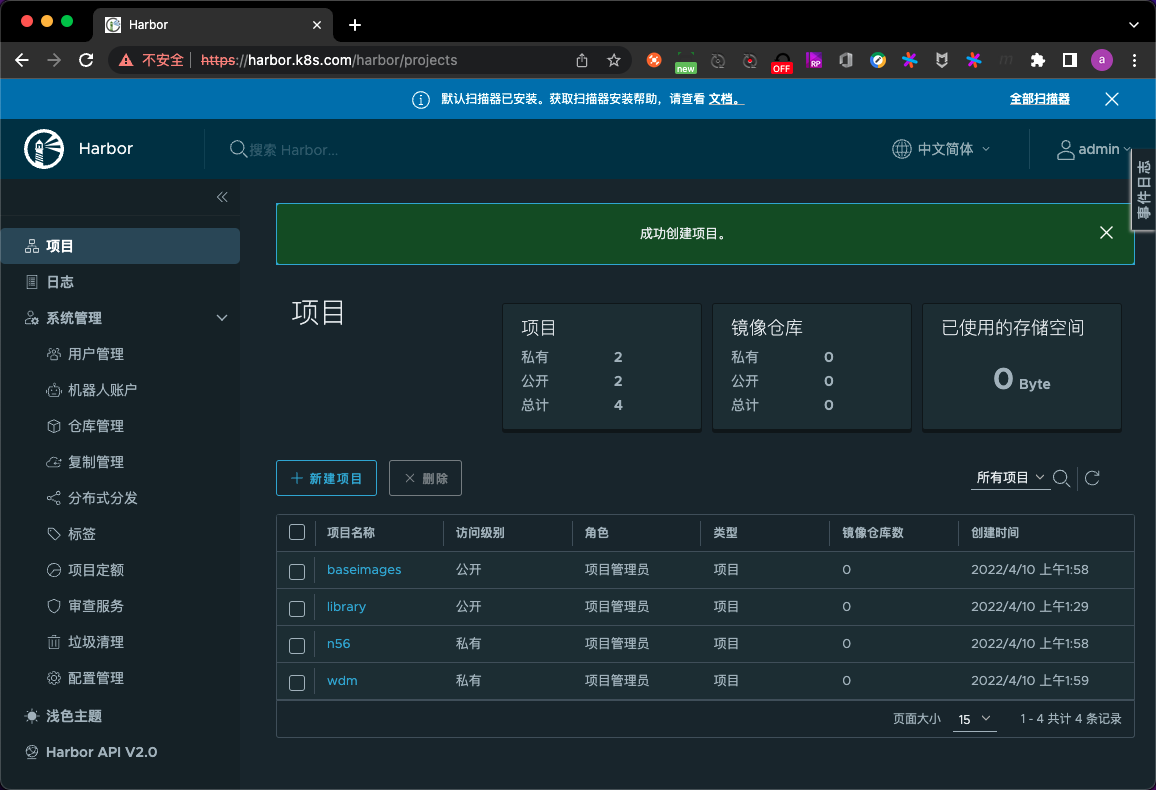 Harbor
不安全 https://harbor.k8s.com/harbor/projects
new
OFF
RP
a
默认扫描器已安装。获取扫描器安装帮助，请查看 文档。
全部扫描器
Harbor
搜索 Harbor...
中文简体
admin
事件日志
项目
日志
系统管理
用户管理
机器人账户
仓库管理
复制管理
分布式分发
标签
项目定额
审查服务
垃圾清理
配置管理
浅色主题
Harbor API V2.0
成功创建项目。
项目
项目
私有 2
公开 2
总计 4
镜像仓库
私有 0
公开 0
总计 0
已使用的存储空间
0 Byte
新建项目
删除
所有项目
项目名称 访问级别 角色 类型 镜像仓库数 创建时间
baseimages 公开 项目管理员 项目 0 2022/4/10 上午1:58
library 公开 项目管理员 项目 0 2022/4/10 上午1:29
n56 私有 项目管理员 项目 0 2022/4/10 上午1:58
wdm 私有 项目管理员 项目 0 2022/4/10 上午1:59
页面大小 15 1 - 4 共计 4 条记录